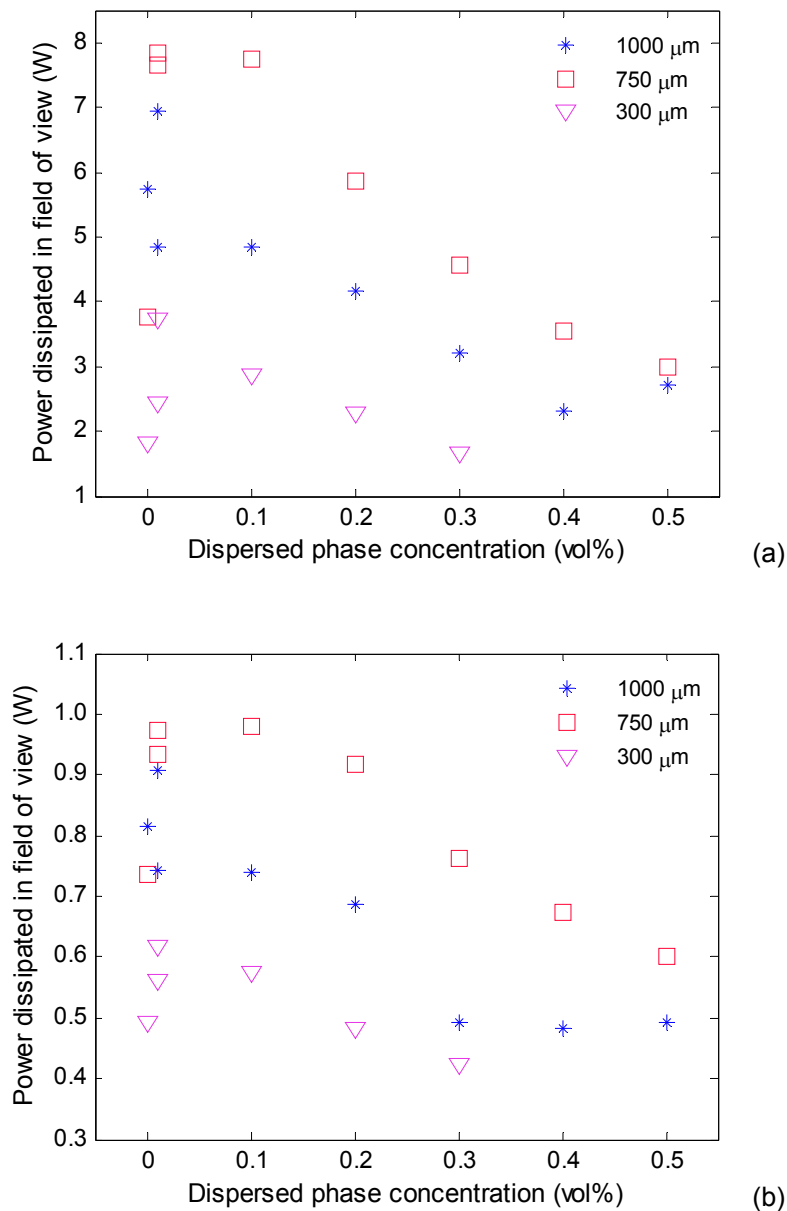 8
7
6
5
4
3
2
1
Power dissipated in field of view (W)
1000 μm
750 μm
300 μm
0 0.1 0.2 0.3 0.4 0.5
Dispersed phase concentration (vol%)
(a)
1.1
1.0
0.9
0.8
0.7
0.6
0.5
0.4
0.3
Power dissipated in field of view (W)
1000 μm
750 μm
300 μm
0 0.1 0.2 0.3 0.4 0.5
Dispersed phase concentration (vol%)
(b)